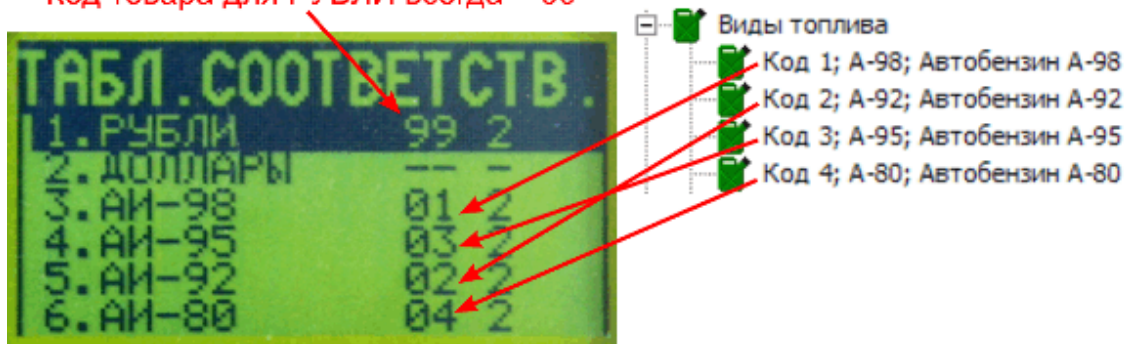 Код товара для РУБЛИ всегда
ТАБЛ.СООТВЕТСТВ.
1.РУБЛИ 99 2
2.ДОЛЛАРЫ -- -
3.АИ-98 01 2
4.АИ-95 03 2
5.АИ-92 02 2
6.АИ-80 04 2
Виды топлива
Код 1; А-98; Автобензин А-98
Код 2; А-92; Автобензин А-92
Код 3; А-95; Автобензин А-95
Код 4; А-80; Автобензин А-80